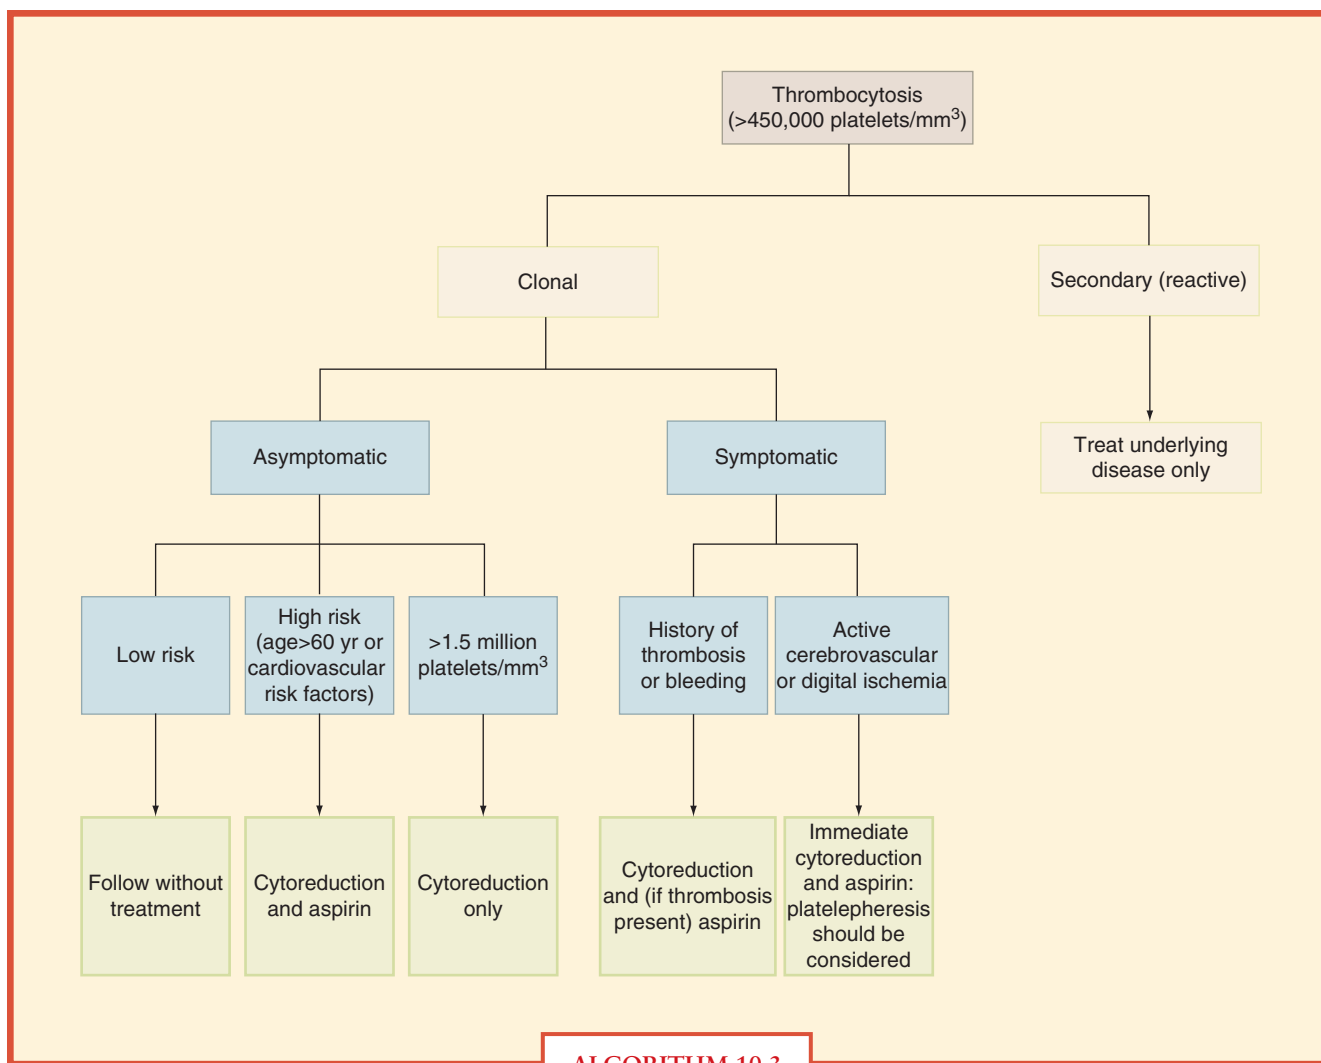 Thrombocytosis
(>450,000 platelets/mm3)
Clonal
Secondary (reactive)
Asymptomatic
Symptomatic
Treat underlying
disease only
Low risk
High risk
(age>60 yr or
cardiovascular
risk factors)
>1.5 million
platelets/mm3
History of
thrombosis
or bleeding
Active
cerebrovascular
or digital ischemia
Follow without
treatment
Cytoreduction
and aspirin
Cytoreduction
only
Cytoreduction
and (if thrombosis
present) aspirin
Immediate
cytoreduction
and aspirin:
platelepheresis
should be
considered
ALGORITHM 10-3